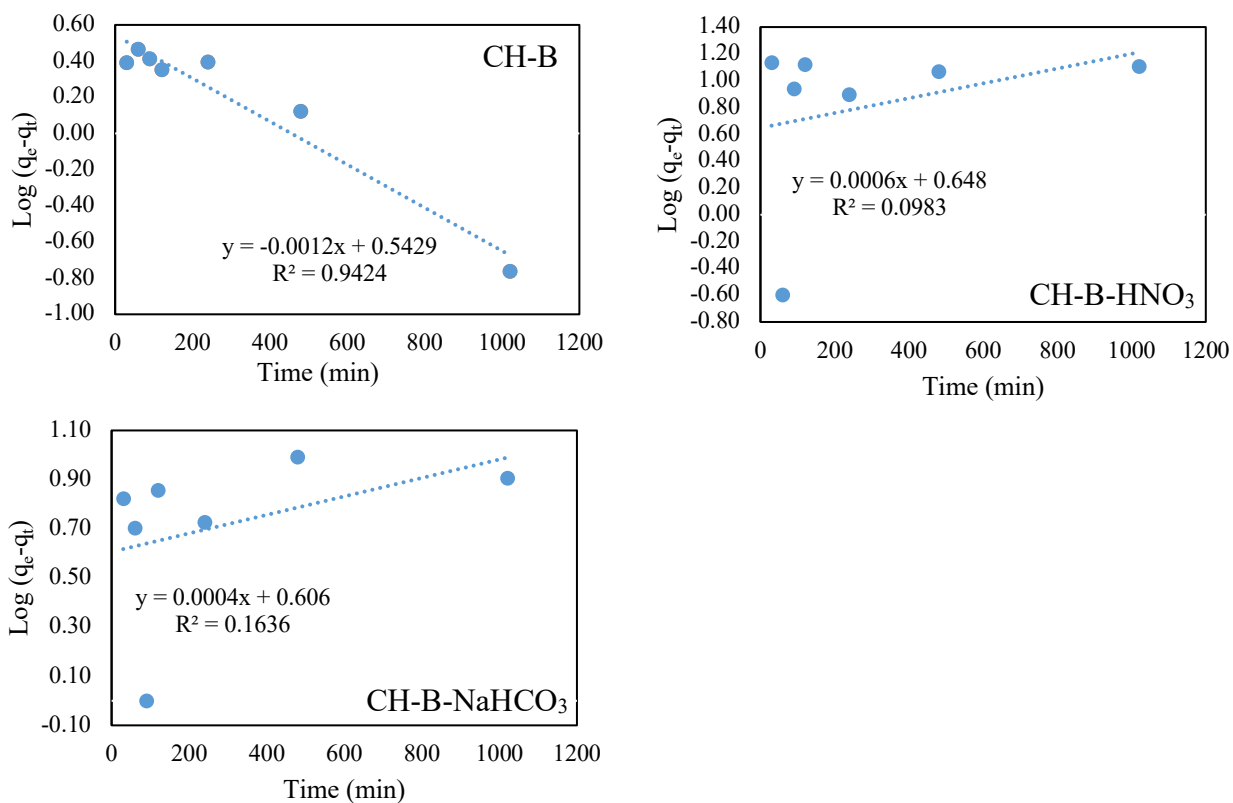 0.60
0.40
0.20
0.00
-0.20
-0.40
-0.60
-0.80
-1.00
Log (qₑ-qₜ)
CH-B
y = -0.0012x + 0.5429
R² = 0.9424
0 200 400 600 800 1000 1200
Time (min)
1.40
1.20
1.00
0.80
0.60
0.40
0.20
0.00
-0.20
-0.40
-0.60
-0.80
Log (qₑ-qₜ)
y = 0.0006x + 0.648
R² = 0.0983
CH-B-HNO₃
0 200 400 600 800 1000 1200
Time (min)
1.10
0.90
0.70
0.50
0.30
0.10
-0.10
Log (qₑ-qₜ)
y = 0.0004x + 0.606
R² = 0.1636
CH-B-NaHCO₃
0 200 400 600 800 1000 1200
Time (min)